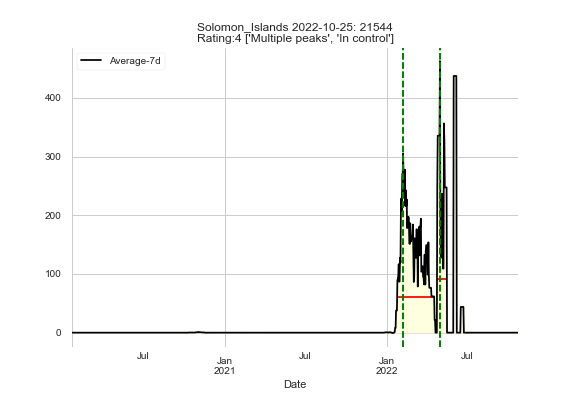 Solomon_Islands 2022-10-25: 21544
Rating:4 ['Multiple peaks', 'In control']
Average-7d
400
300
200
100
0
Jul
Jan
2021
Jul
Jan
2022
Jul
Date